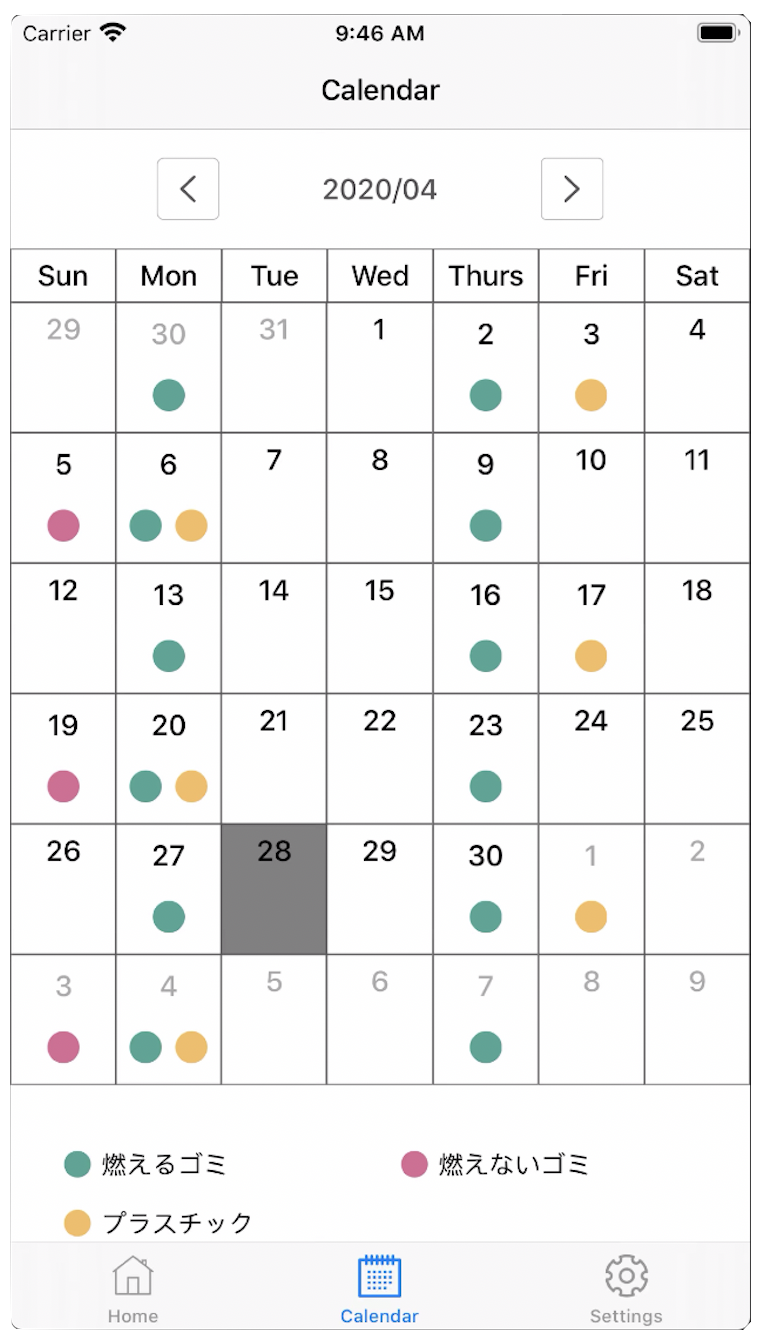 Carrier 9:46 AM
Calendar
2020/04
Sun Mon Tue Wed Thurs Fri Sat
29 30 31 1 2 3 4
5 6 7 8 9 10 11
12 13 14 15 16 17 18
19 20 21 22 23 24 25
26 27 28 29 30 1 2
3 4 5 6 7 8 9
燃えるゴミ 燃えないゴミ
プラスチック
Home Calendar Settings